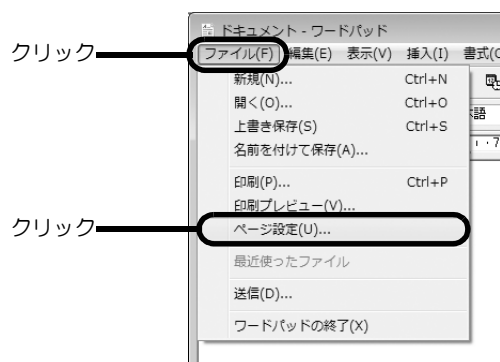 ドキュメント - ワードパッド
クリック
ファイル(F) 編集(E) 表示(V) 挿入(I) 書式(O
新規(N)... Ctrl+N
開く(O)... Ctrl+O
上書き保存(S) Ctrl+S
語
名前を付けて保存(A)...
7
印刷(P)... Ctrl+P
印刷プレビュー(V)...
クリック
ページ設定(U)...
最近使ったファイル
送信(D)...
ワードパッドの終了(X)